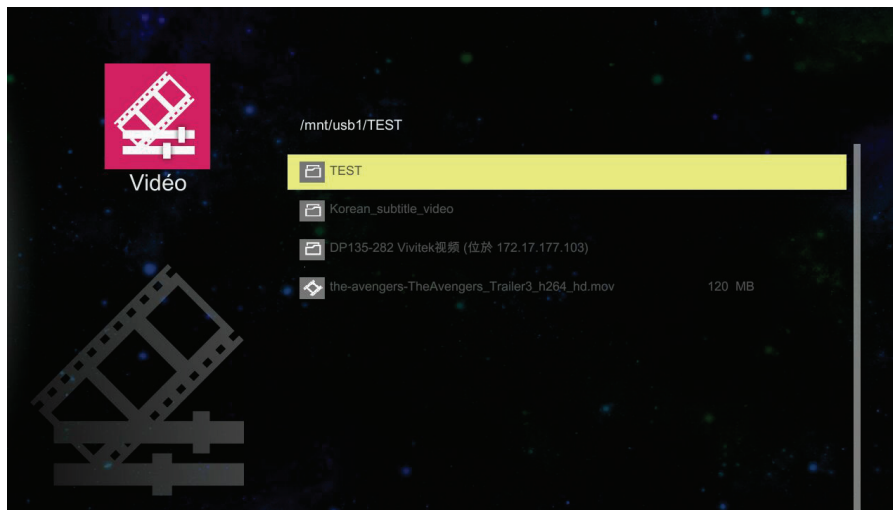 Vidéo
/mnt/usb1/TEST
TEST
Korean_subtitle_video
DP135-282 Vivitek视频 (位於 172.17.177.103)
the-avengers-TheAvengers_Trailer3_h264_hd.mov 120 MB